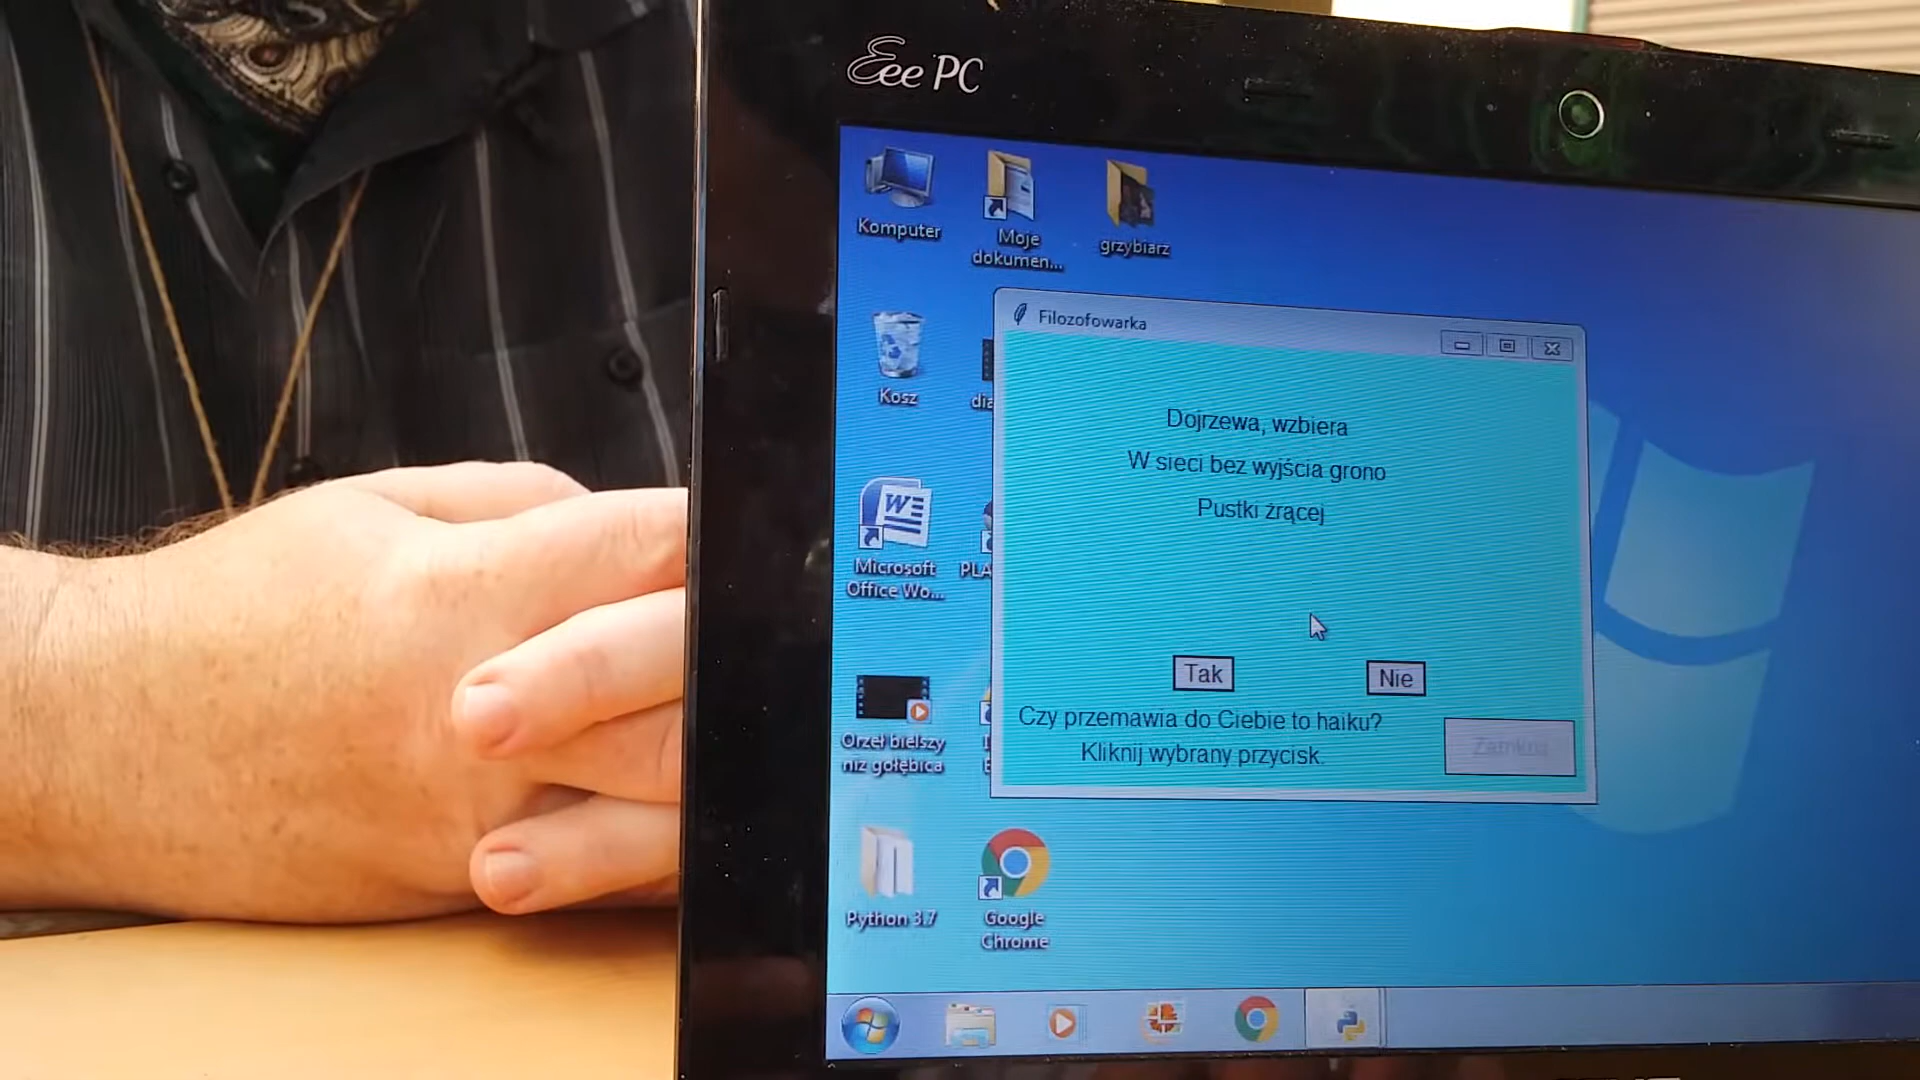 Eee PC
Komputer
Moje
dokumen...
grzybiarz
Kosz
Filozofowarka
Dojrzewa, wzbiera
W sieci bez wyjścia grono
Pustki żrącej
Tak
Nie
Czy przemawia do Ciebie to haiku?
Kliknij wybrany przycisk.
Zamknij
Microsoft
Office Wo...
Orzeł bielszy
niż gołębica
Python 3.7
Google
Chrome